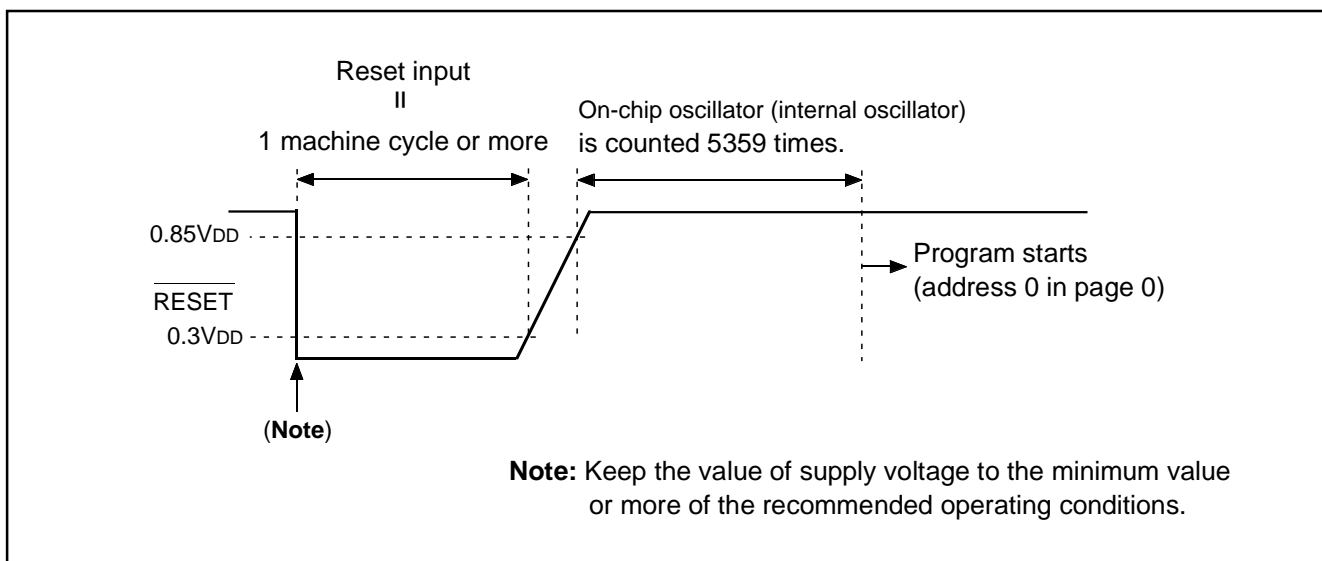 Reset input
=
1 machine cycle or more
On-chip oscillator (internal oscillator)
is counted 5359 times.
0.85VDD
Program starts
(address 0 in page 0)
RESET
0.3VDD
(Note)
Note: Keep the value of supply voltage to the minimum value
or more of the recommended operating conditions.